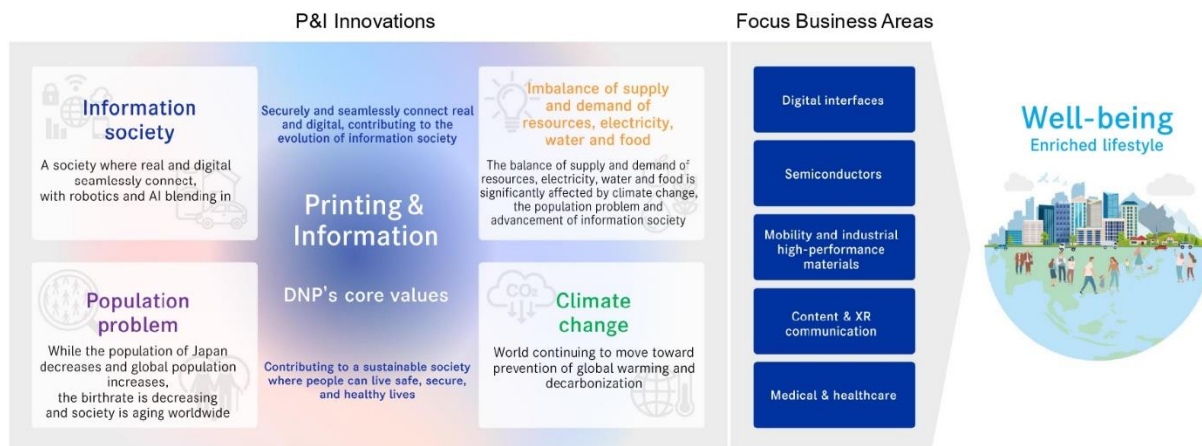 P&I Innovations
Focus Business Areas
Information
society
A society where real and digital
seamlessly connect,
with robotics and AI blending in
Securely and seamlessly connect real
and digital, contributing to the
evolution of information society
Imbalance of supply
and demand of
resources, electricity,
water and food
The balance of supply and demand of
resources, electricity, water and food is
significantly affected by climate change,
the population problem and
advancement of information society
Printing &
Information
DNP's core values
Population
problem
While the population of Japan
decreases and global population
increases,
the birthrate is decreasing
and society is aging worldwide
Contributing to a sustainable society
where people can live safe, secure,
and healthy lives
CO₂
Climate
change
World continuing to move toward
prevention of global warming and
decarbonization
Digital interfaces
Semiconductors
Mobility and industrial
high-performance
materials
Content & XR
communication
Medical & healthcare
Well-being
Enriched lifestyle